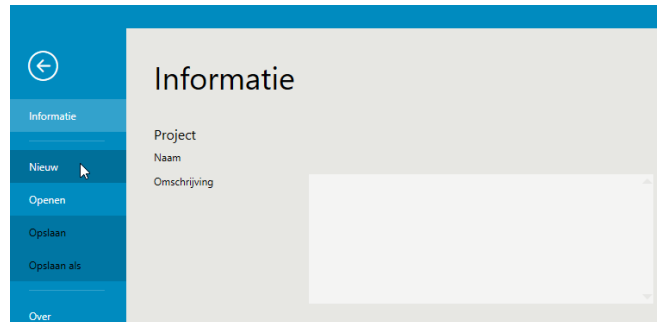 Informatie
Informatie
Project
Naam
Omschrijving
Nieuw
Openen
Opslaan
Opslaan als
Over